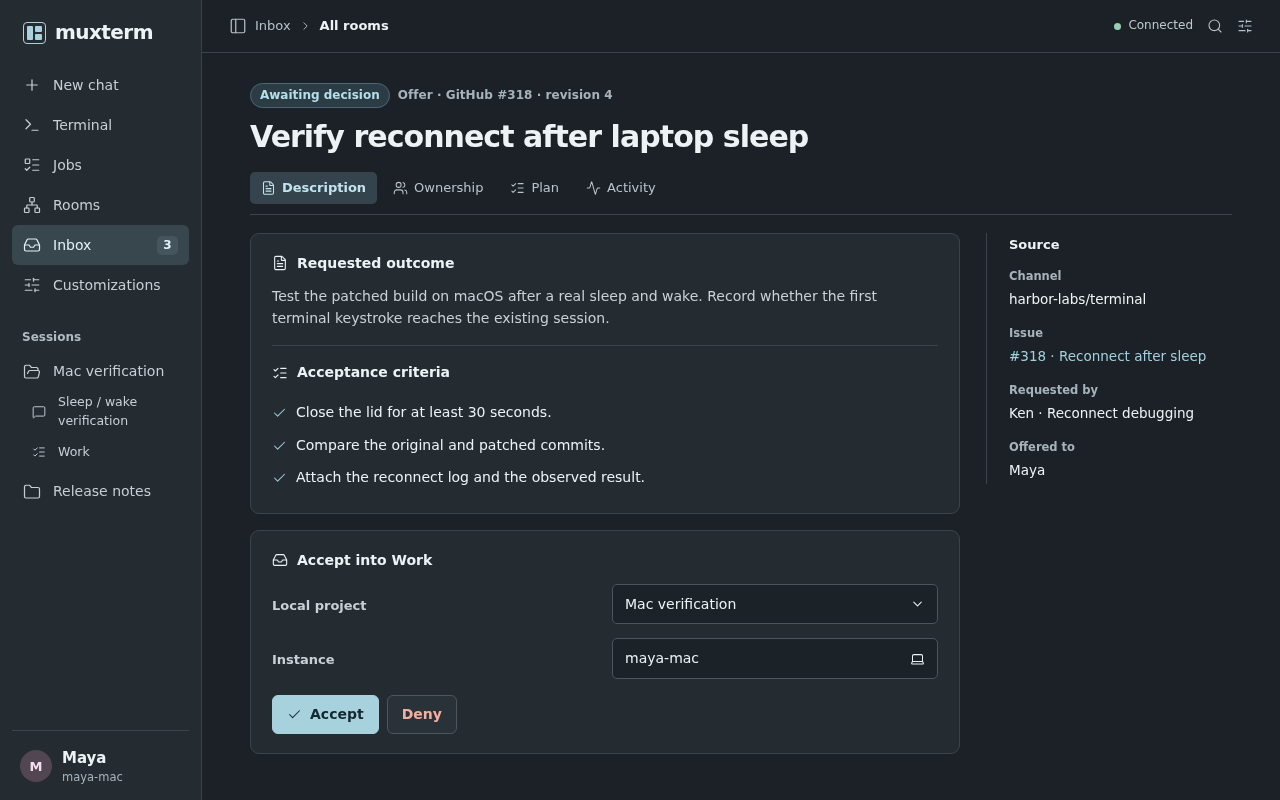 muxterm
New chat
Terminal
Jobs
Rooms
Inbox 3
Customizations
Sessions
Mac verification
Sleep / wake
verification
Work
Release notes
M
Maya
maya-mac
Inbox > All rooms
Connected
Awaiting decision
Offer · GitHub #318 · revision 4
Verify reconnect after laptop sleep
Description
Ownership
Plan
Activity
Requested outcome
Test the patched build on macOS after a real sleep and wake. Record whether the first
terminal keystroke reaches the existing session.
Acceptance criteria
Close the lid for at least 30 seconds.
Compare the original and patched commits.
Attach the reconnect log and the observed result.
Accept into Work
Local project
Mac verification
Instance
maya-mac
Accept
Deny
Source
Channel
harbor-labs/terminal
Issue
#318 · Reconnect after sleep
Requested by
Ken · Reconnect debugging
Offered to
Maya